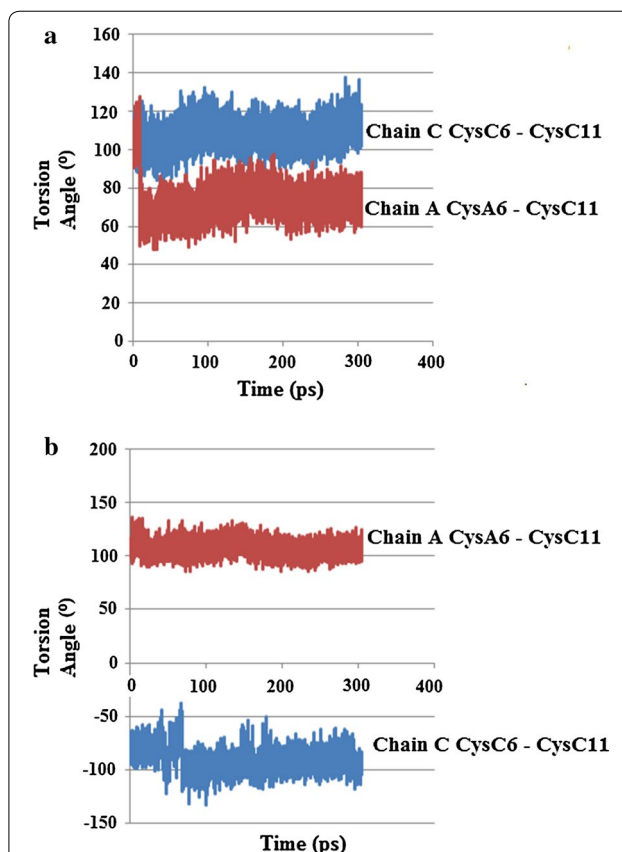 a
160
140
120
100
80
60
40
20
0
Torsion
Angle (º)
Chain C CysC6 - CysC11
Chain A CysA6 - CysC11
0 100 200 300 400
Time (ps)
b
200
150
100
50
0
-50
-100
-150
Torsion
Angle (º)
Chain A CysA6 - CysC11
0 100 200 300 400
Chain C CysC6 - CysC11
Time (ps)